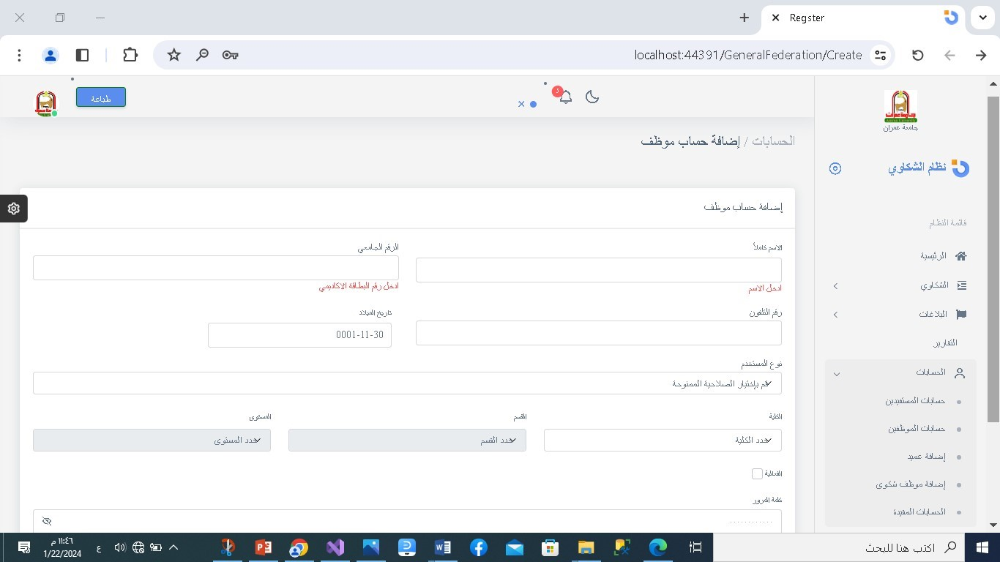 Regster
localhost:44391/GeneralFederation/Create
طباعة
3
جامعة عمران
الحسابات / إضافة حساب موظف
نظام الشكاوي
قائمة النظام
الرئيسية
الشكاوي
البلاغات
التقارير
الحسابات
حسابات المستفيدين
حسابات الموظفين
إضافة عميد
إضافة موظف شكوى
الحسابات المقيدة
إضافة حساب موظف
الاسم كاملاً
الرقم الجامعي
ادخل الاسم
ادخل رقم البطاقة الاكاديمي
رقم التلفون
تاريخ الميلاد
0001-11-30
نوع المستخدم
قم بإختيار الصلاحية الممنوحة
الكلية
القسم
المستوى
حدد الكلية
حدد القسم
حدد المستوى
الفعالية
كلمة المرور
............
اكتب هنا للبحث
ع
١١:٤٦ م
1/22/2024